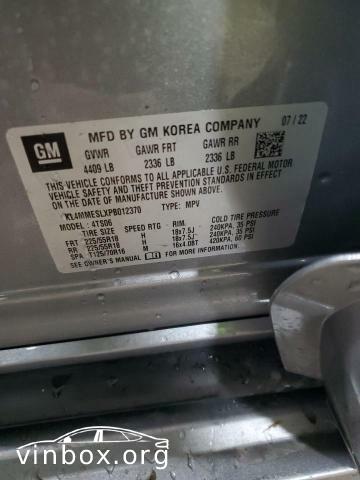 GM
MFD BY GM KOREA COMPANY 07/22
GVWR GAWR FRT GAWR RR
4409 LB 2336 LB 2336 LB
THIS VEHICLE CONFORMS TO ALL APPLICABLE U.S. FEDERAL MOTOR
VEHICLE SAFETY AND THEFT PREVENTION STANDARDS IN EFFECT
ON THE DATE OF MANUFACTURE SHOWN ABOVE.
KL4MMESLXPB012370 TYPE: MPV
MODEL: 4TS06
TIRE SIZE SPEED RTG RIM COLD TIRE PRESSURE
FRT 225/55R18 H 18x7.5J 240KPA, 35 PSI
RR 225/55R18 H 18x7.5J 240KPA, 35 PSI
SPA T125/70R16 M 16x4.0BT 420KPA, 60 PSI
SEE OWNER'S MANUAL FOR ADDITIONAL INFORMATION.
vinbox.org